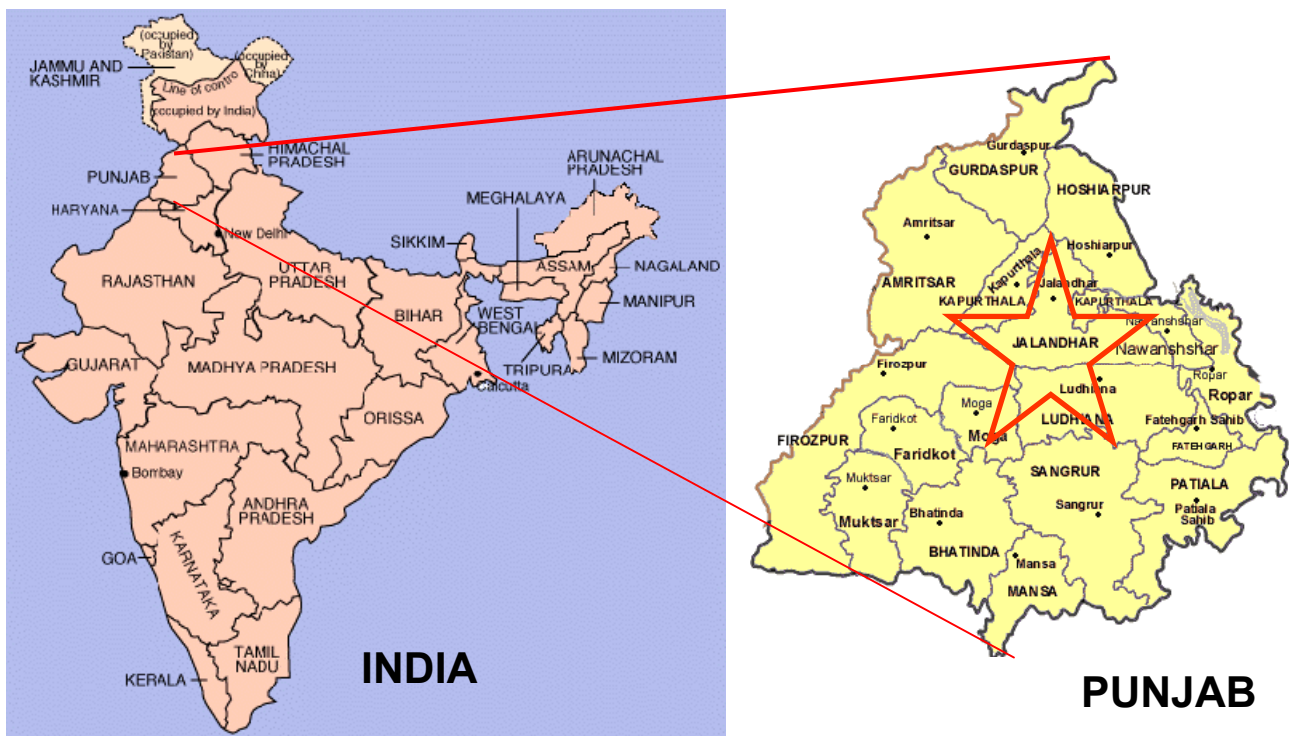 (occupied
by
Pakistan)
(occupied
by
China)
JAMMU AND
KASHMIR
Line of contro
(occupied by India)
HIMACHAL
PRADESH
PUNJAB
HARYANA
New Delhi
ARUNACHAL
PRADESH
MEGHALAYA
SIKKIM
RAJASTHAN
UTTAR
PRADESH
ASSAM
NAGALAND
MANIPUR
BIHAR
WEST
BENGAL
MIZORAM
TRIPURA
GUJARAT
MADHYA PRADESH
Calcutta
ORISSA
MAHARASHTRA
Bombay
ANDHRA
PRADESH
GOA
KARNATAKA
TAMIL
NADU
KERALA
INDIA
Gurdaspur
GURDASPUR
HOSHIARPUR
Amritsar
Hoshiarpur
AMRITSAR
Kapurthala
Jalandhar
KAPURTHALA
KAPURTHALA
Nawanshshar
JALANDHAR
Nawanshshar
Firozpur
Ropar
Ludhiana
Ropar
Moga
Faridkot
LUDHIANA
Fatehgarh Sahib
FIROZPUR
Moga
FATEHGARH
Faridkot
SANGRUR
PATIALA
Muktsar
Sangrur
Patiala
Sahib
Muktsar
Bhatinda
BHATINDA
Mansa
MANSA
PUNJAB